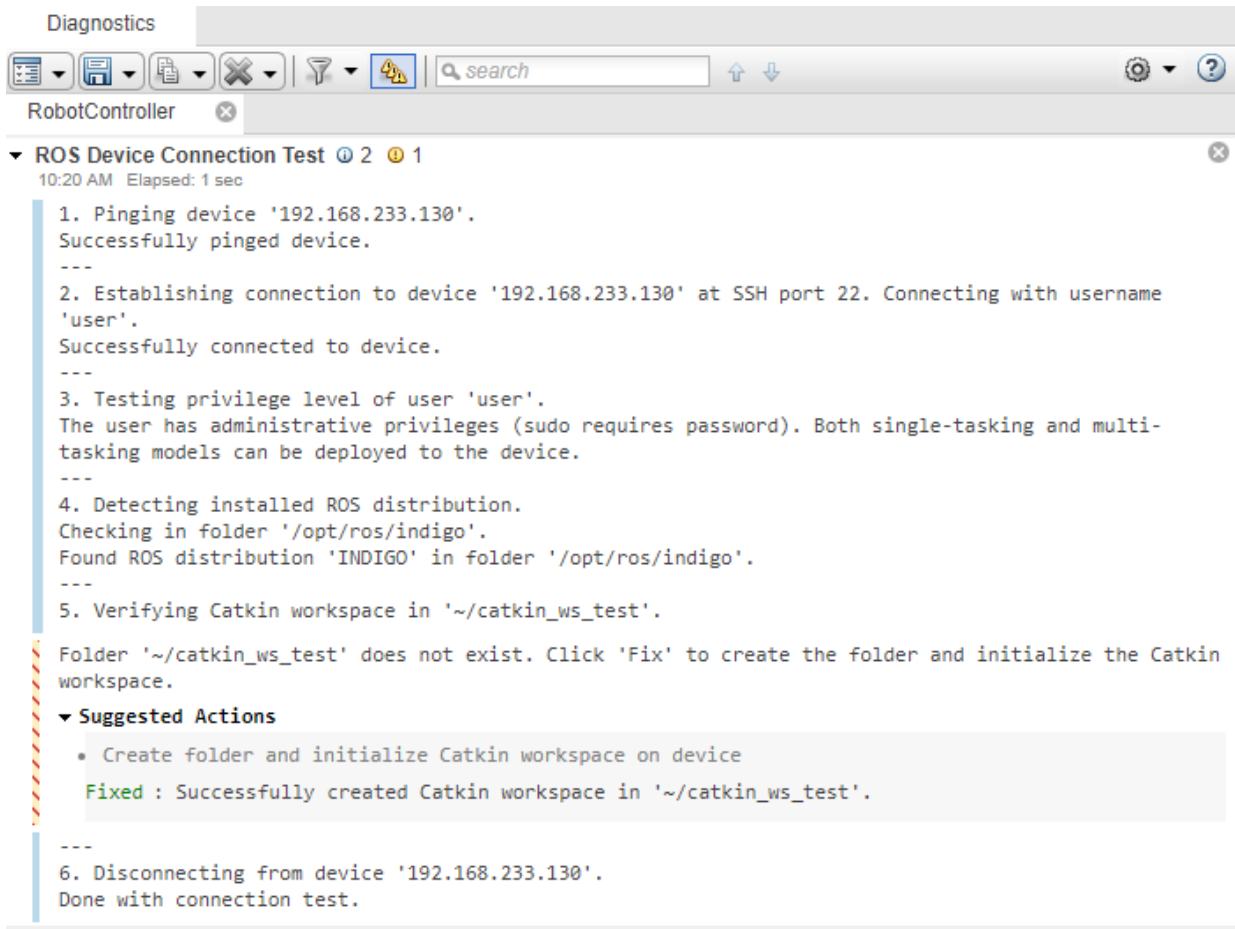 Diagnostics
search
RobotController
ROS Device Connection Test 2 1
10:20 AM Elapsed: 1 sec
1. Pinging device '192.168.233.130'.
Successfully pinged device.
---
2. Establishing connection to device '192.168.233.130' at SSH port 22. Connecting with username
'user'.
Successfully connected to device.
---
3. Testing privilege level of user 'user'.
The user has administrative privileges (sudo requires password). Both single-tasking and multi-
tasking models can be deployed to the device.
---
4. Detecting installed ROS distribution.
Checking in folder '/opt/ros/indigo'.
Found ROS distribution 'INDIGO' in folder '/opt/ros/indigo'.
---
5. Verifying Catkin workspace in '~/catkin_ws_test'.
Folder '~/catkin_ws_test' does not exist. Click 'Fix' to create the folder and initialize the Catkin
workspace.
Suggested Actions
• Create folder and initialize Catkin workspace on device
Fixed : Successfully created Catkin workspace in '~/catkin_ws_test'.
---
6. Disconnecting from device '192.168.233.130'.
Done with connection test.